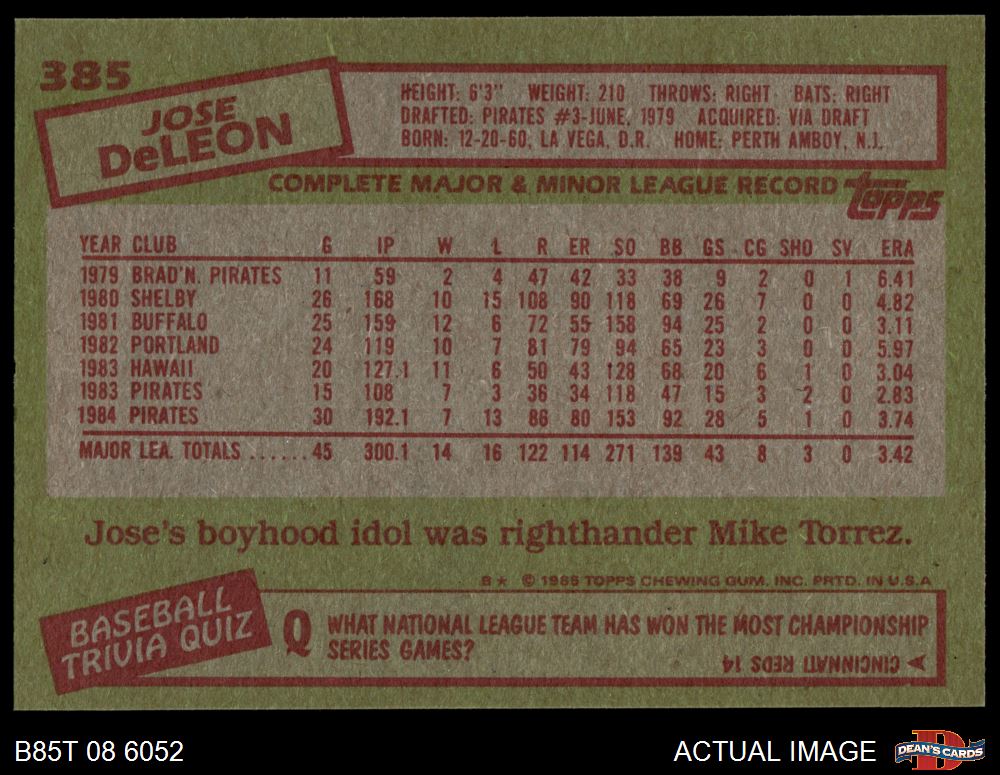 385
JOSE
DeLEON
HEIGHT: 6'3" WEIGHT: 210 THROWS: RIGHT BATS: RIGHT
DRAFTED: PIRATES #3-JUNE, 1979 ACQUIRED: VIA DRAFT
BORN: 12-20-60, LA VEGA, D.R. HOME: PERTH AMBOY, N.J.
COMPLETE MAJOR & MINOR LEAGUE RECORD topps
YEAR CLUB G IP W L R ER SO BB GS CG SHO SV ERA
1979 BRAD'N. PIRATES 11 59 2 4 47 42 33 38 9 2 0 1 6.41
1980 SHELBY 26 168 10 15 108 90 118 69 26 7 0 0 4.82
1981 BUFFALO 25 159 12 6 72 55 158 94 25 2 0 0 3.11
1982 PORTLAND 24 119 10 7 81 79 94 65 23 3 0 0 5.97
1983 HAWAII 20 127.1 11 6 50 43 128 68 20 6 1 0 3.04
1983 PIRATES 15 108 7 3 36 34 118 47 15 3 2 0 2.83
1984 PIRATES 30 192.1 7 13 86 80 153 92 28 5 1 0 3.74
MAJOR LEA. TOTALS ......45 300.1 14 16 122 114 271 139 43 8 3 0 3.42
Jose's boyhood idol was righthander Mike Torrez.
B* © 1985 TOPPS CHEWING GUM, INC. PRTD. IN U.S.A
BASEBALL
TRIVIA QUIZ
Q WHAT NATIONAL LEAGUE TEAM HAS WON THE MOST CHAMPIONSHIP
SERIES GAMES?
CINCINNATI REDS 14
B85T 08 6052
ACTUAL IMAGE
D
DEAN'S CARDS